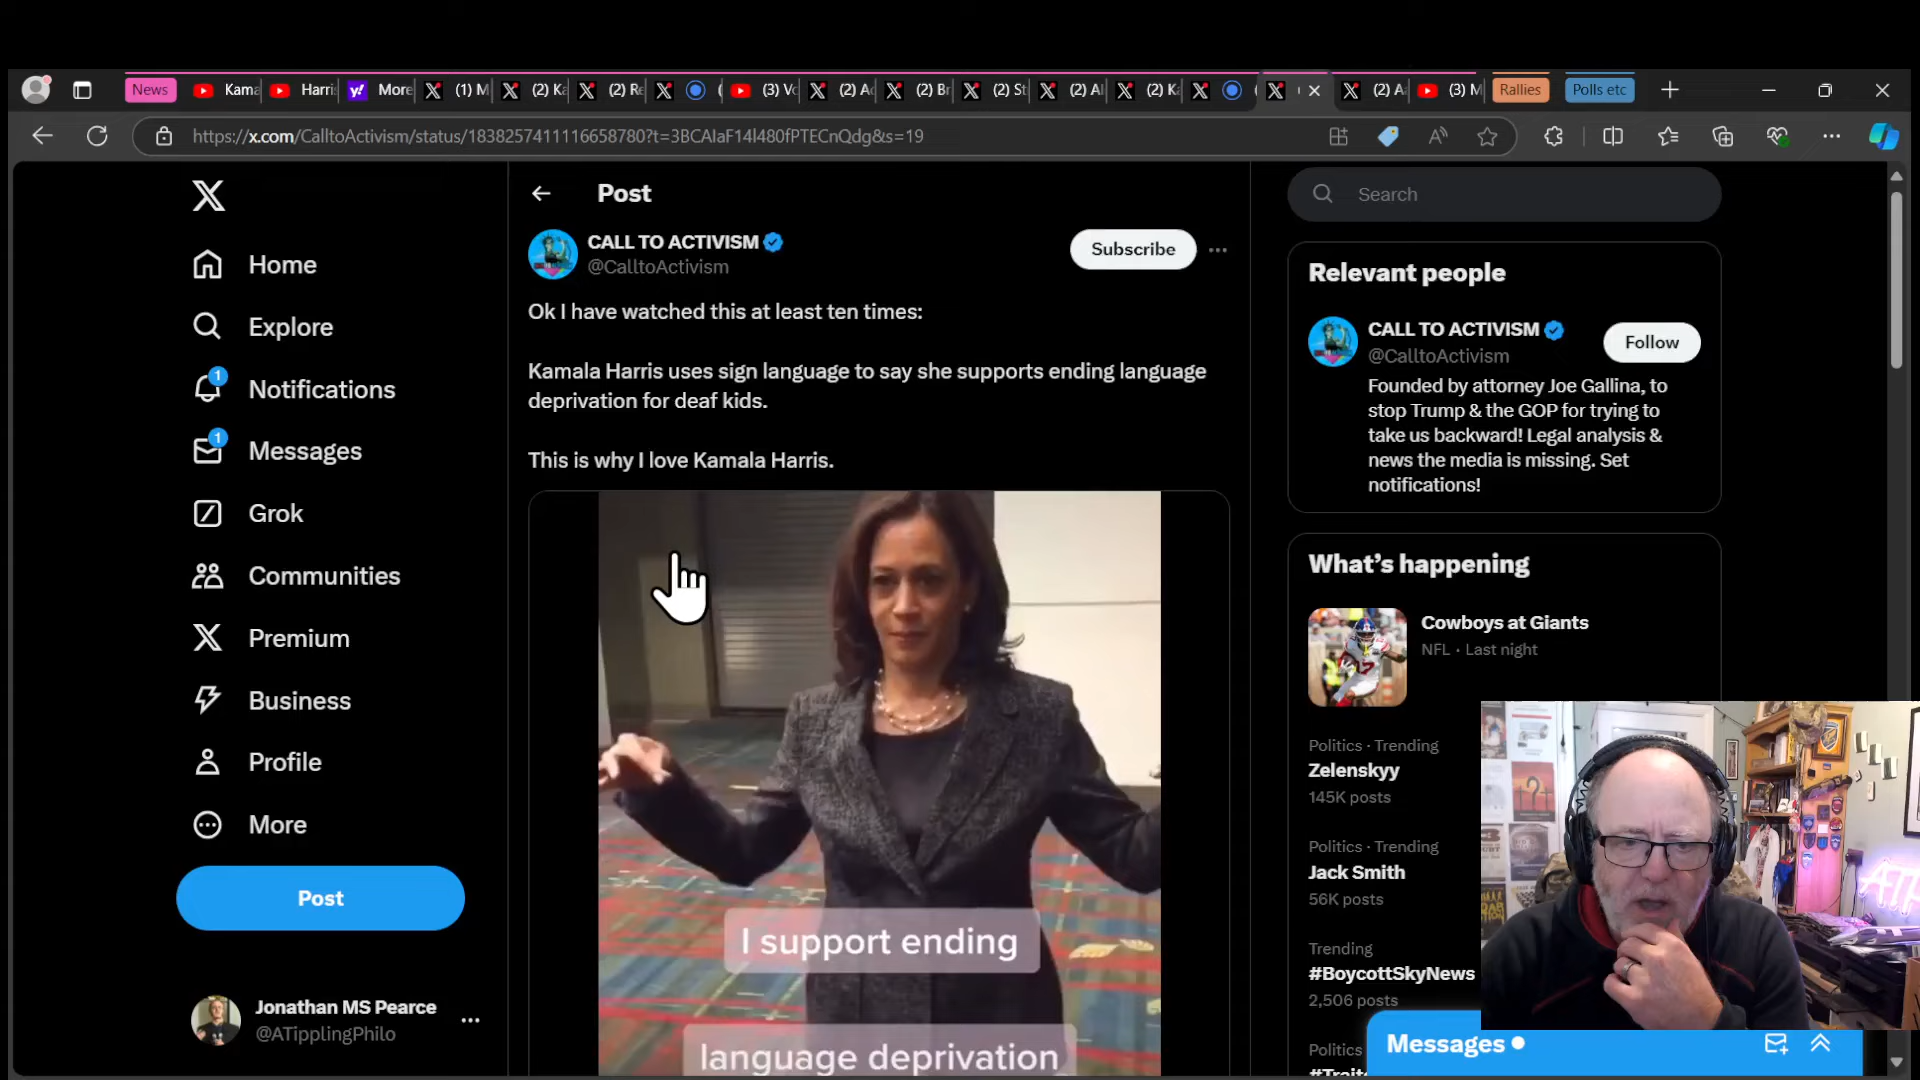 News
Kama
Harris
More
(1) M
(2) Ka
(2) Re
(3) Vo
(2) Br
(2) St
(2) Ka
(3) M
Rallies
Polls etc
https://x.com/CalltoActivism/status/1838257411116658780?t=3BCAIaF14l480fPTECnQdg&s=19
Home
Explore
1
Notifications
1
Messages
Grok
Communities
Premium
Business
Profile
More
Post
Jonathan MS Pearce
@ATipplingPhilo
Post
CALL TO ACTIVISM
@CalltoActivism
Subscribe
Ok I have watched this at least ten times:
Kamala Harris uses sign language to say she supports ending language
deprivation for deaf kids.
This is why I love Kamala Harris.
I support ending
language deprivation
Search
Relevant people
CALL TO ACTIVISM
@CalltoActivism
Follow
Founded by attorney Joe Gallina, to
stop Trump & the GOP for trying to
take us backward! Legal analysis &
news the media is missing. Set
notifications!
What's happening
Cowboys at Giants
NFL · Last night
Politics · Trending
Zelenskyy
145K posts
Politics · Trending
Jack Smith
56K posts
Trending
#BoycottSkyNews
2,506 posts
Politics
Messages